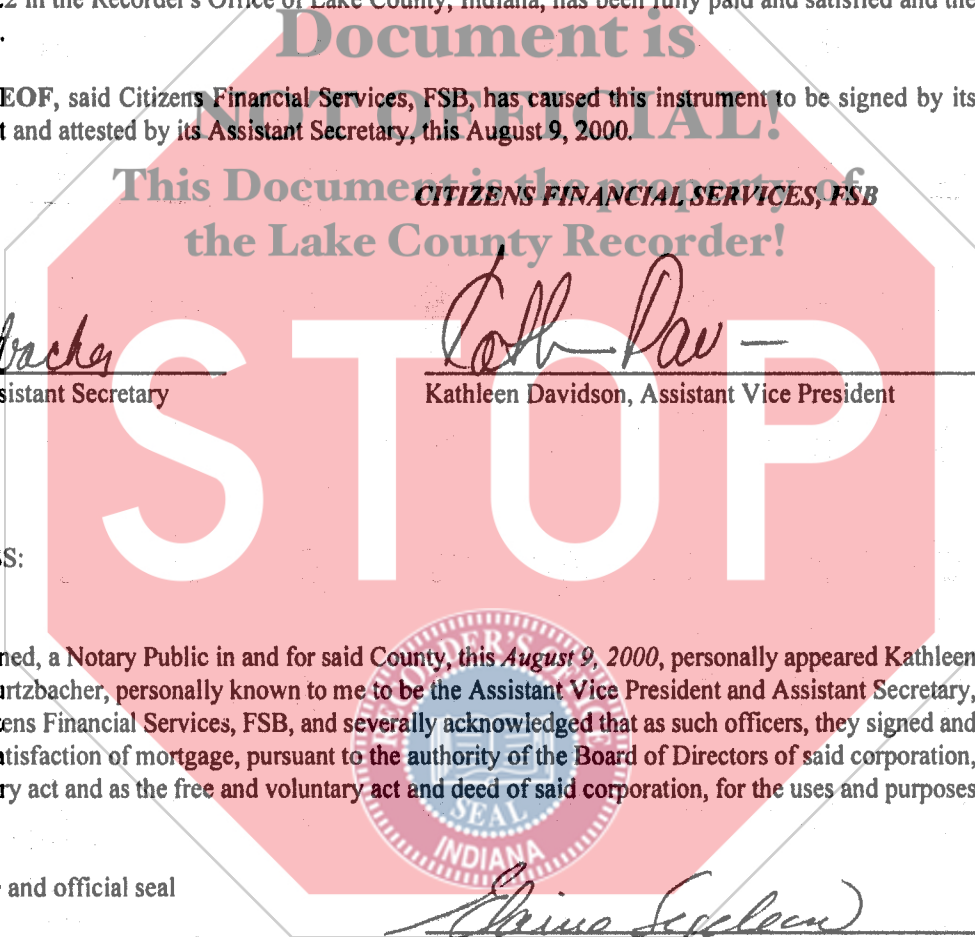 in the Recorder's Office of Lake County, Indiana, has been fully paid and satisfied and the
Document is
EOF, said Citizens Financial Services, FSB, has caused this instrument to be signed by its
NOT OFFICIAL!
t and attested by its Assistant Secretary, this August 9, 2000.
This Document is the property of
CITIZENS FINANCIAL SERVICES, FSB
the Lake County Recorder!
STOP
sistant Secretary
Kathleen Davidson, Assistant Vice President
SS:
ned, a Notary Public in and for said County, this August 9, 2000, personally appeared Kathleen
urtzbacher, personally known to me to be the Assistant Vice President and Assistant Secretary,
zens Financial Services, FSB, and severally acknowledged that as such officers, they signed and
atisfaction of mortgage, pursuant to the authority of the Board of Directors of said corporation,
ry act and as the free and voluntary act and deed of said corporation, for the uses and purposes
RECORDER'S OFFICE
SEAL
INDIANA
and official seal